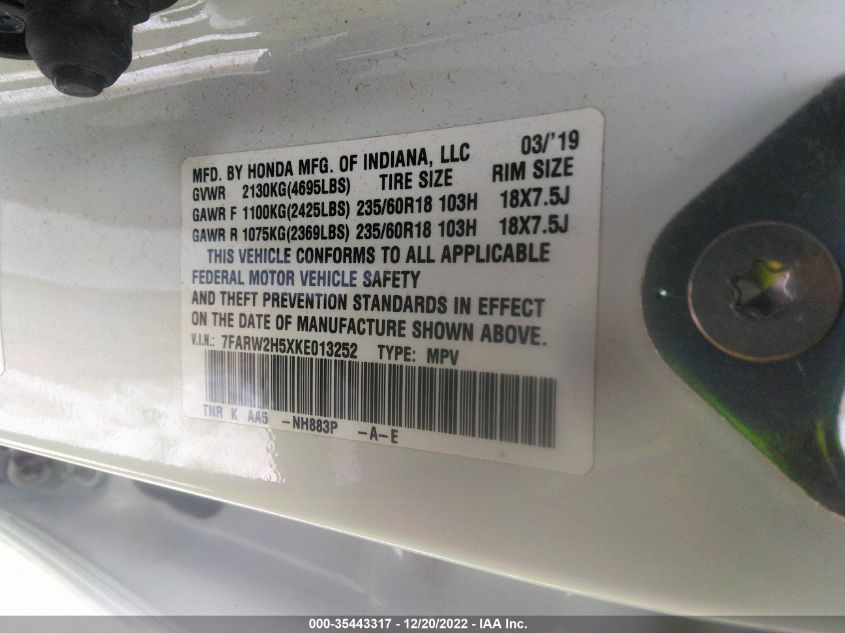 MFD. BY HONDA MFG. OF INDIANA, LLC 03/'19
GVWR 2130KG(4695LBS) TIRE SIZE RIM SIZE
GAWR F 1100KG(2425LBS) 235/60R18 103H 18X7.5J
GAWR R 1075KG(2369LBS) 235/60R18 103H 18X7.5J
THIS VEHICLE CONFORMS TO ALL APPLICABLE
FEDERAL MOTOR VEHICLE SAFETY
AND THEFT PREVENTION STANDARDS IN EFFECT
ON THE DATE OF MANUFACTURE SHOWN ABOVE.
V.I.N.: 7FARW2H5XKE013252 TYPE: MPV
TNR K AA5 -NH883P -A-E
000-35443317 - 12/20/2022 - IAA Inc.